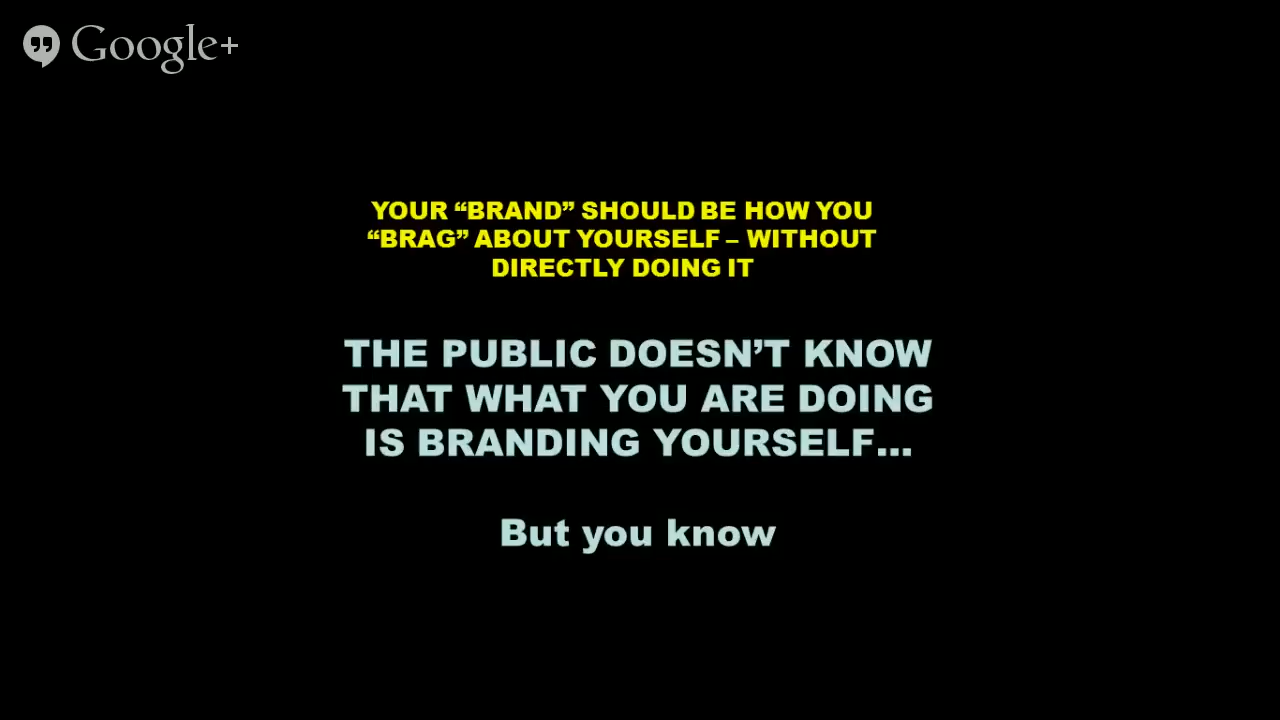 Google+
YOUR “BRAND” SHOULD BE HOW YOU
“BRAG” ABOUT YOURSELF – WITHOUT
DIRECTLY DOING IT
THE PUBLIC DOESN’T KNOW
THAT WHAT YOU ARE DOING
IS BRANDING YOURSELF...
But you know